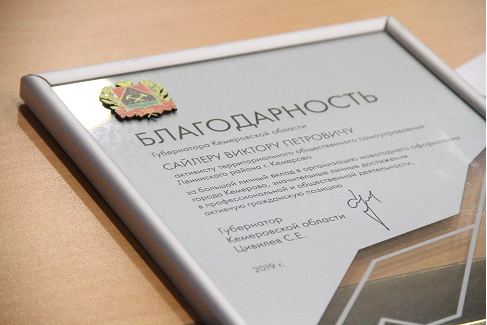 БЛАГОДАРНОСТЬ
Губернатора Кемеровской области
САЙЛЕРУ ВИКТОРУ ПЕТРОВИЧУ
активисту территориального общественного самоуправления
Ленинского района г. Кемерово
за большой личный вклад в организацию новогоднего оформления
города Кемерово, значительные личные достижения
в профессиональной и общественной деятельности,
активную гражданскую позицию
Губернатор
Кемеровской области
Цивилев С.Е.
2019 г.